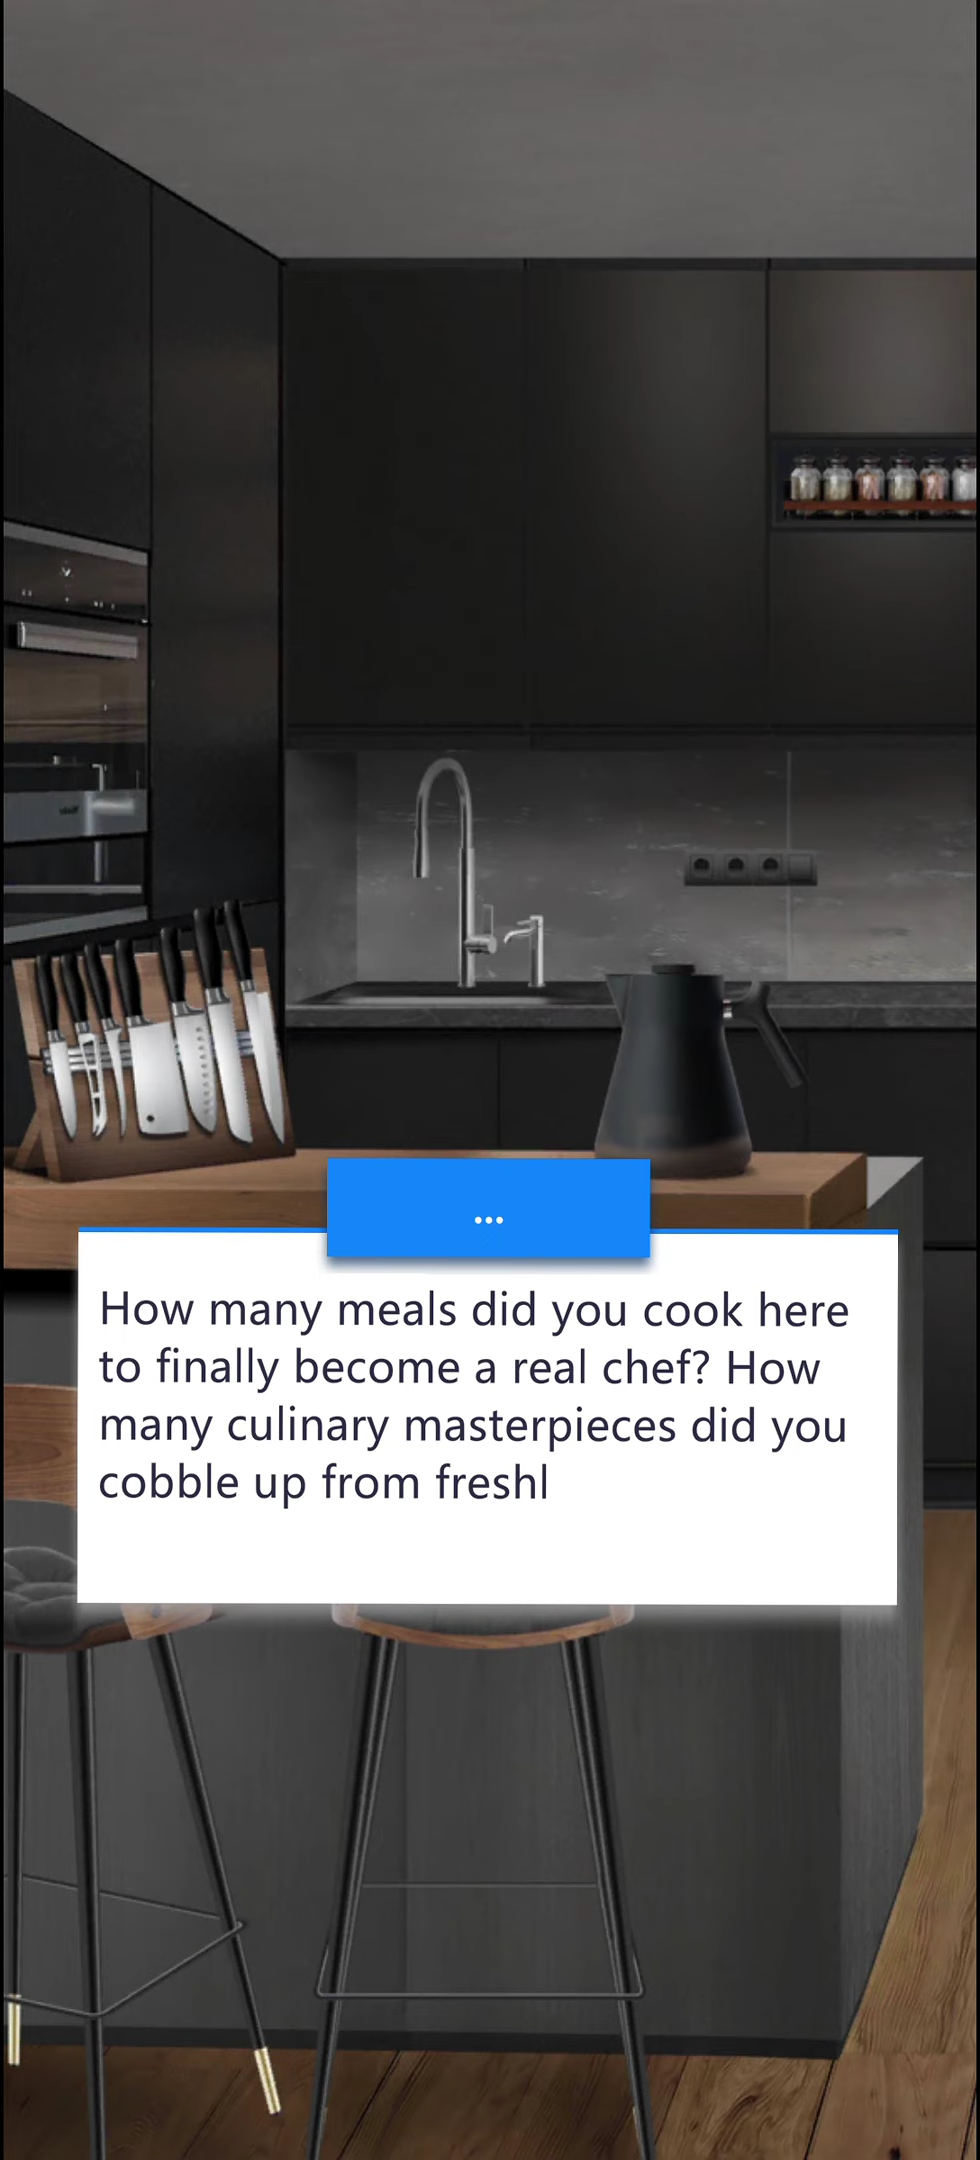 ...
How many meals did you cook here
to finally become a real chef? How
many culinary masterpieces did you
cobble up from freshl